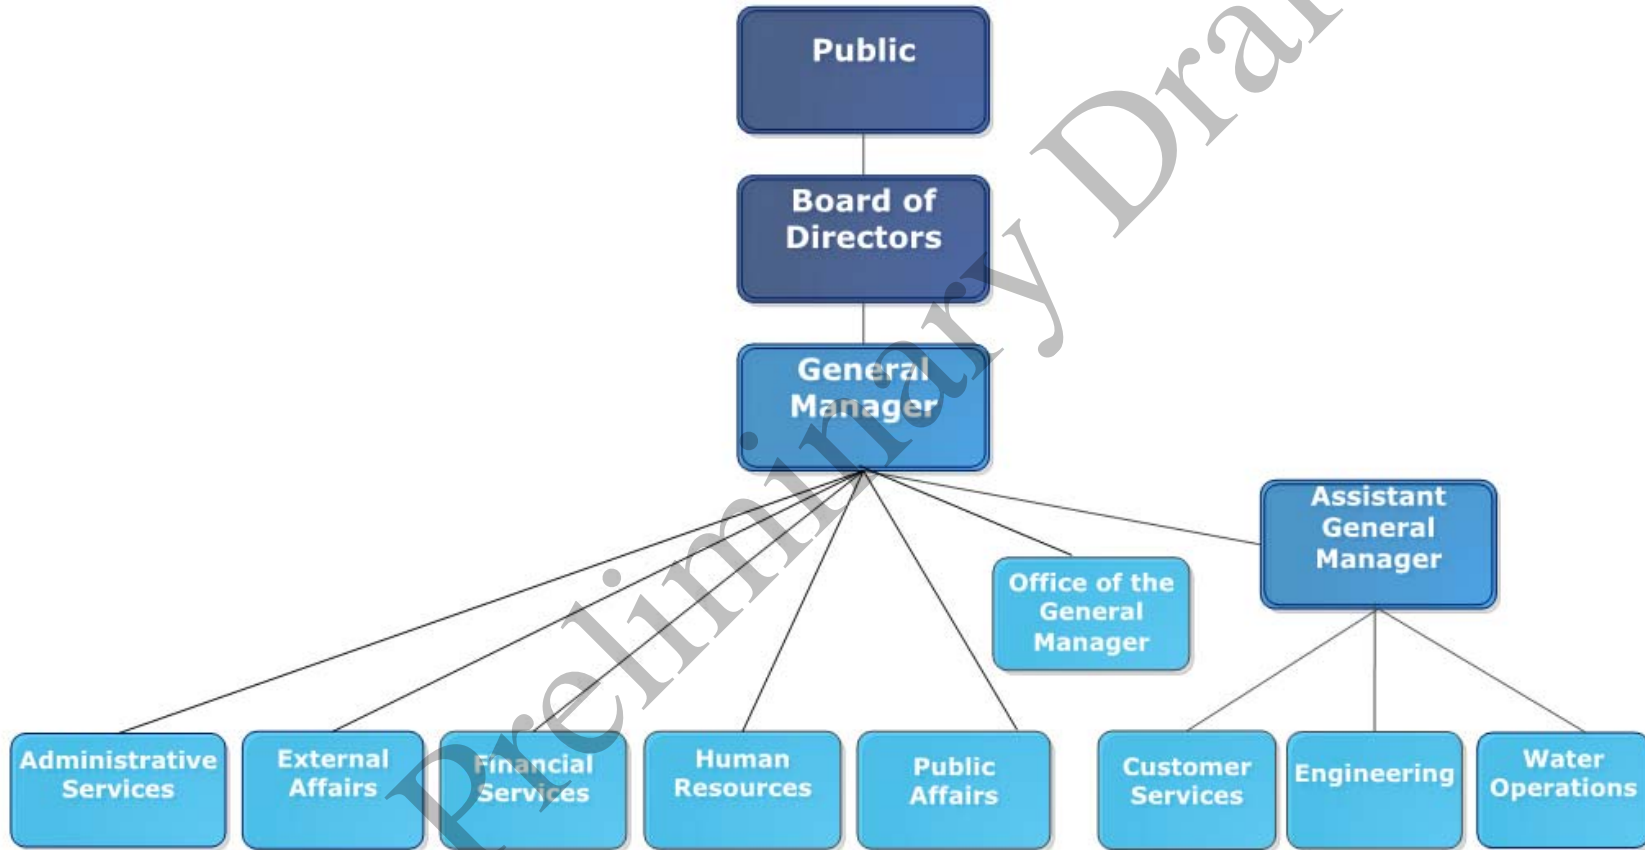 Public
Board of
Directors
General
Manager
Assistant
General
Manager
Office of the
General
Manager
Administrative
Services
External
Affairs
Financial
Services
Human
Resources
Public
Affairs
Customer
Services
Engineering
Water
Operations
Preliminary